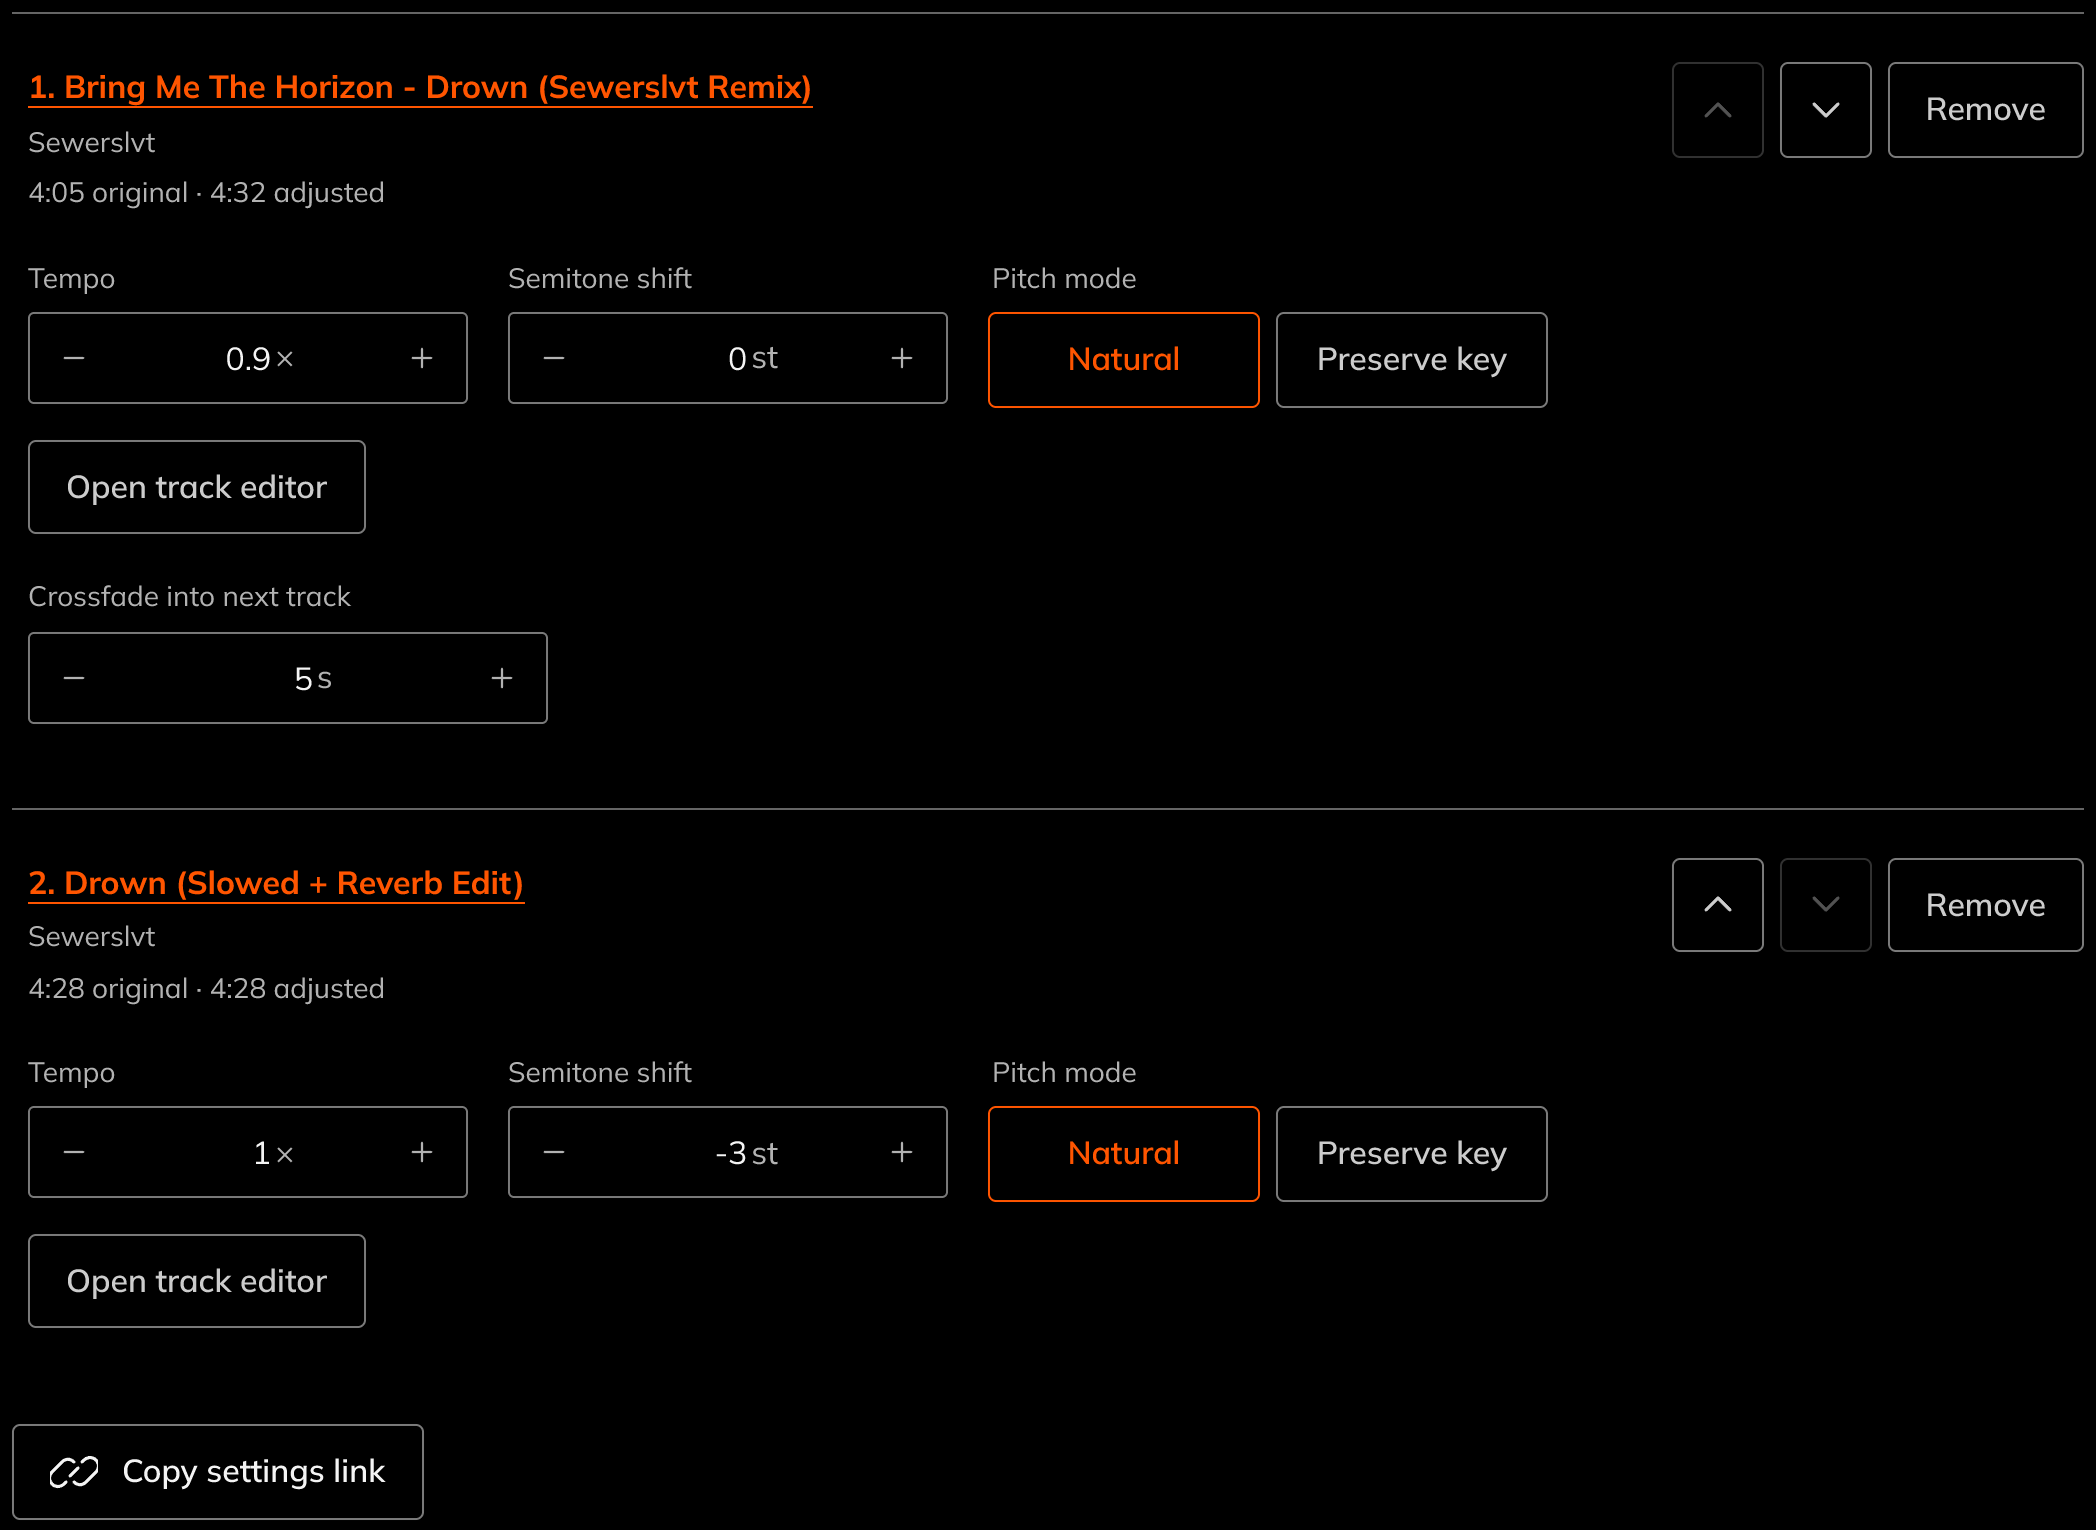 1. Bring Me The Horizon - Drown (Sewerslvt Remix)
Remove
Sewerslvt
4:05 original · 4:32 adjusted
Tempo
Semitone shift
Pitch mode
− 0.9× +
− 0 st +
Natural
Preserve key
Open track editor
Crossfade into next track
− 5 s +
2. Drown (Slowed + Reverb Edit)
Remove
Sewerslvt
4:28 original · 4:28 adjusted
Tempo
Semitone shift
Pitch mode
− 1× +
− -3 st +
Natural
Preserve key
Open track editor
Copy settings link